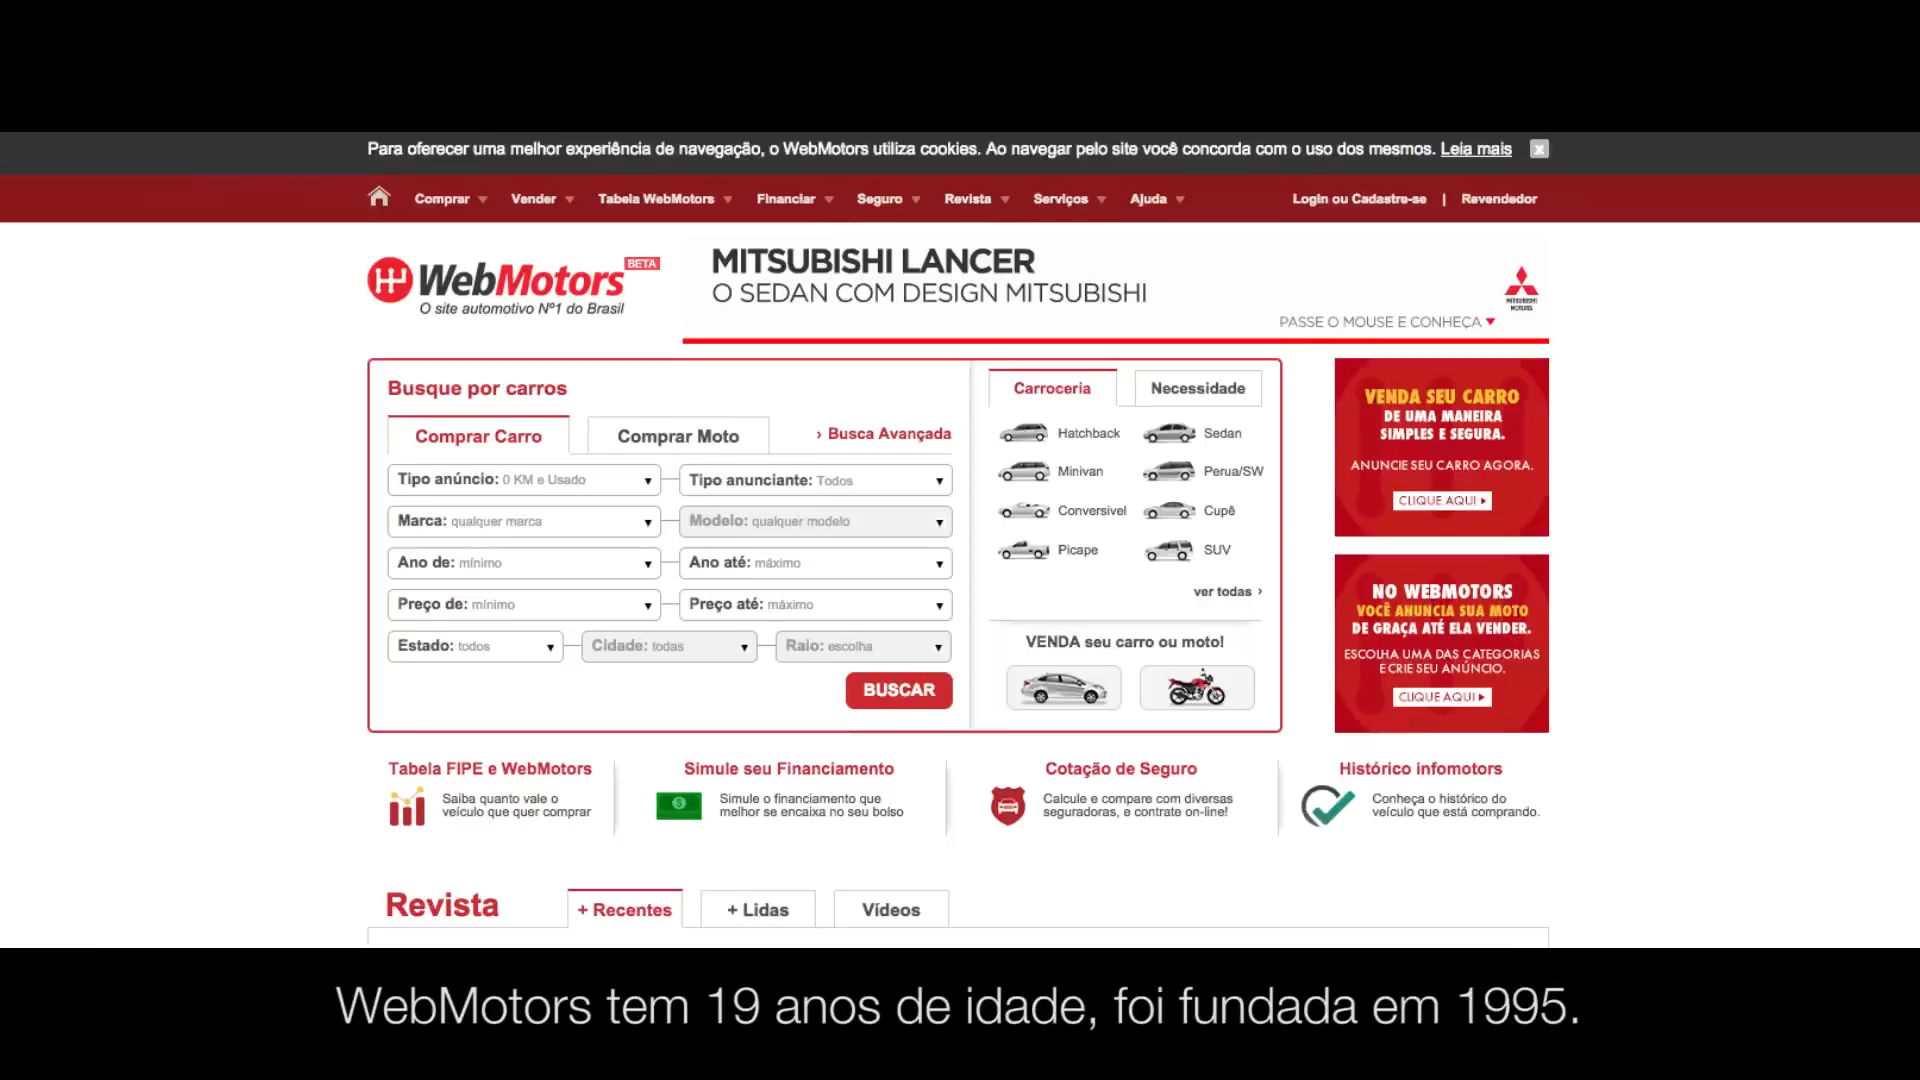 Para oferecer uma melhor experiência de navegação, o WebMotors utiliza cookies. Ao navegar pelo site você concorda com o uso dos mesmos. Leia mais x
Comprar Vender Tabela WebMotors Financiar Seguro Revista Serviços Ajuda Login ou Cadastre-se | Revendedor
WebMotors BETA
O site automotivo Nº1 do Brasil
MITSUBISHI LANCER
O SEDAN COM DESIGN MITSUBISHI
MITSUBISHI
MOTORS
PASSE O MOUSE E CONHEÇA
Busque por carros
Comprar Carro Comprar Moto › Busca Avançada
Tipo anúncio: 0 KM e Usado Tipo anunciante: Todos
Marca: qualquer marca Modelo: qualquer modelo
Ano de: mínimo Ano até: máximo
Preço de: mínimo Preço até: máximo
Estado: todos Cidade: todas Raio: escolha
BUSCAR
Carroceria Necessidade
Hatchback Sedan
Minivan Perua/SW
Conversível Cupê
Picape SUV
ver todas ›
VENDA seu carro ou moto!
VENDA SEU CARRO
DE UMA MANEIRA
SIMPLES E SEGURA.
ANUNCIE SEU CARRO AGORA.
CLIQUE AQUI
NO WEBMOTORS
VOCÊ ANUNCIA SUA MOTO
DE GRAÇA ATÉ ELA VENDER.
ESCOLHA UMA DAS CATEGORIAS
E CRIE SEU ANÚNCIO.
CLIQUE AQUI
Tabela FIPE e WebMotors
Saiba quanto vale o
veículo que quer comprar
Simule seu Financiamento
Simule o financiamento que
melhor se encaixa no seu bolso
Cotação de Seguro
Calcule e compare com diversas
seguradoras, e contrate on-line!
Histórico infomotors
Conheça o histórico do
veículo que está comprando.
Revista + Recentes + Lidas Vídeos
WebMotors tem 19 anos de idade, foi fundada em 1995.